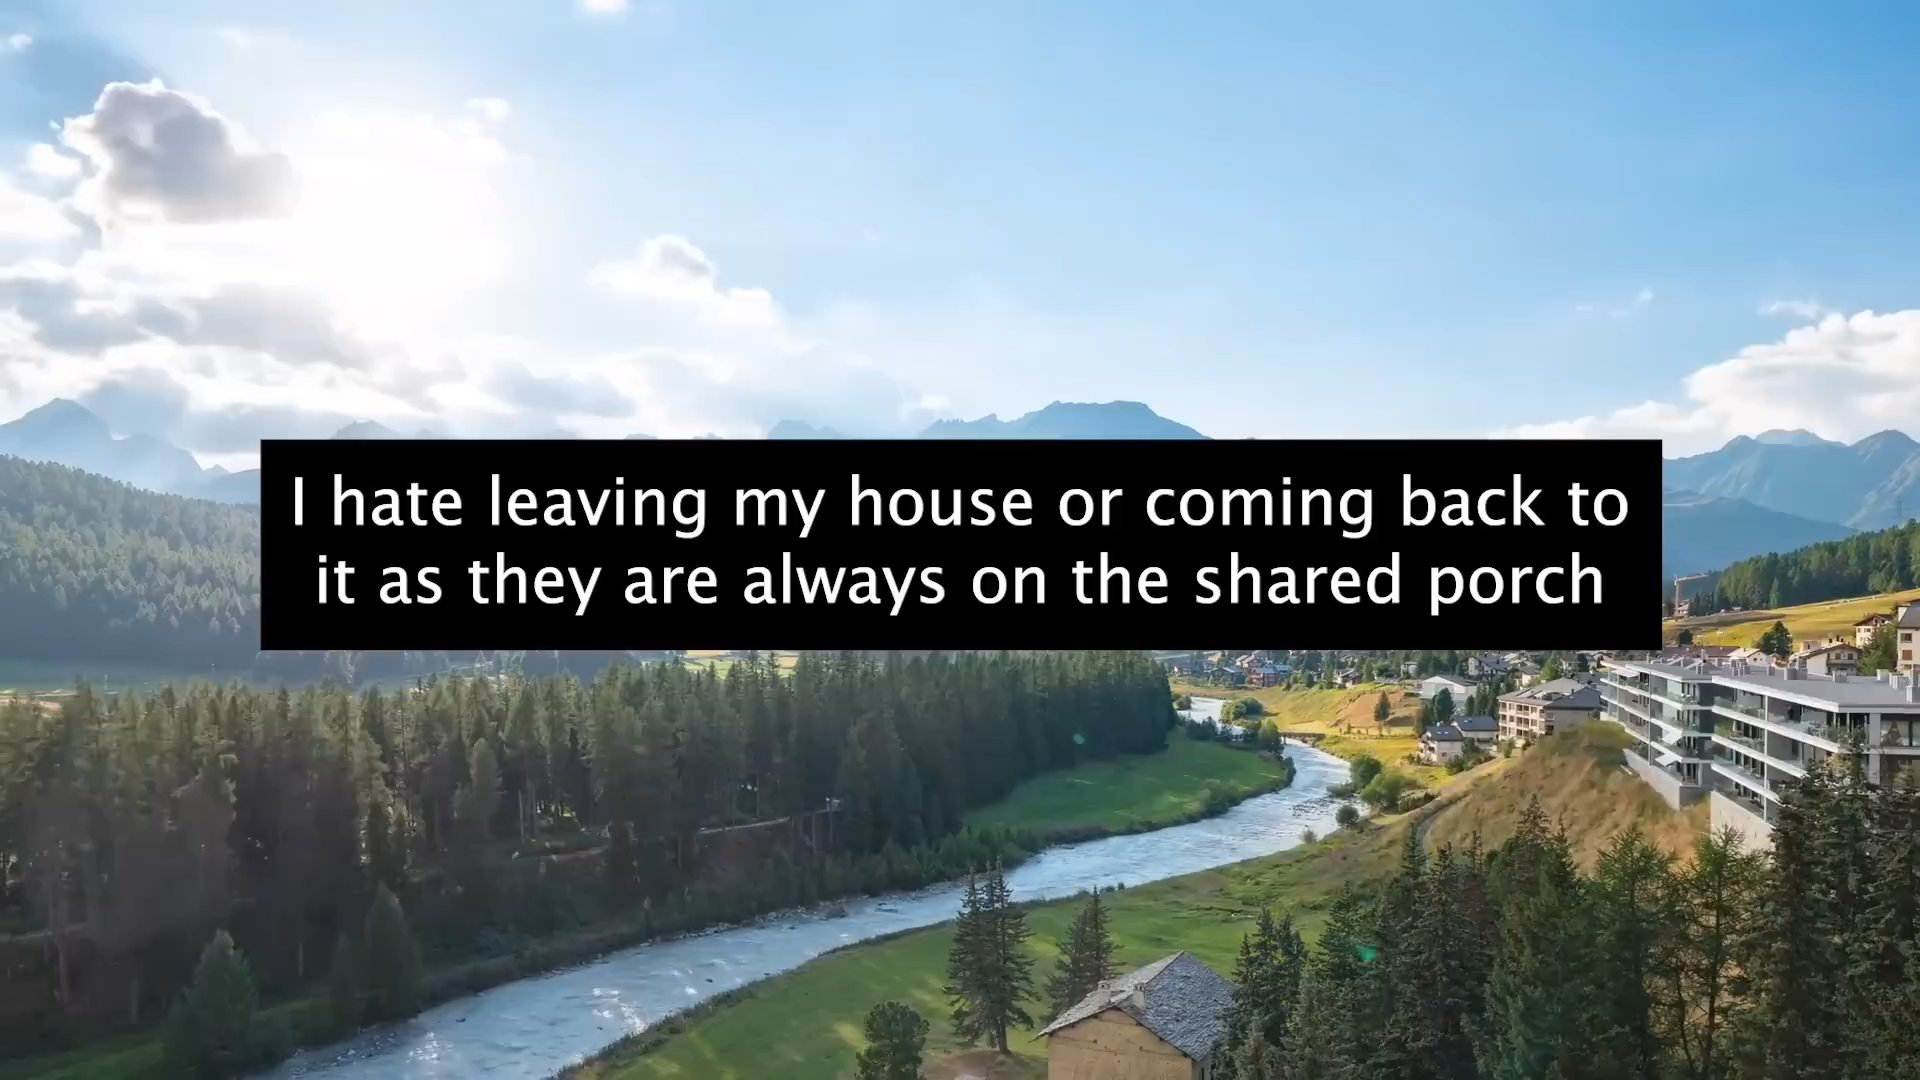 I hate leaving my house or coming back to
it as they are always on the shared porch